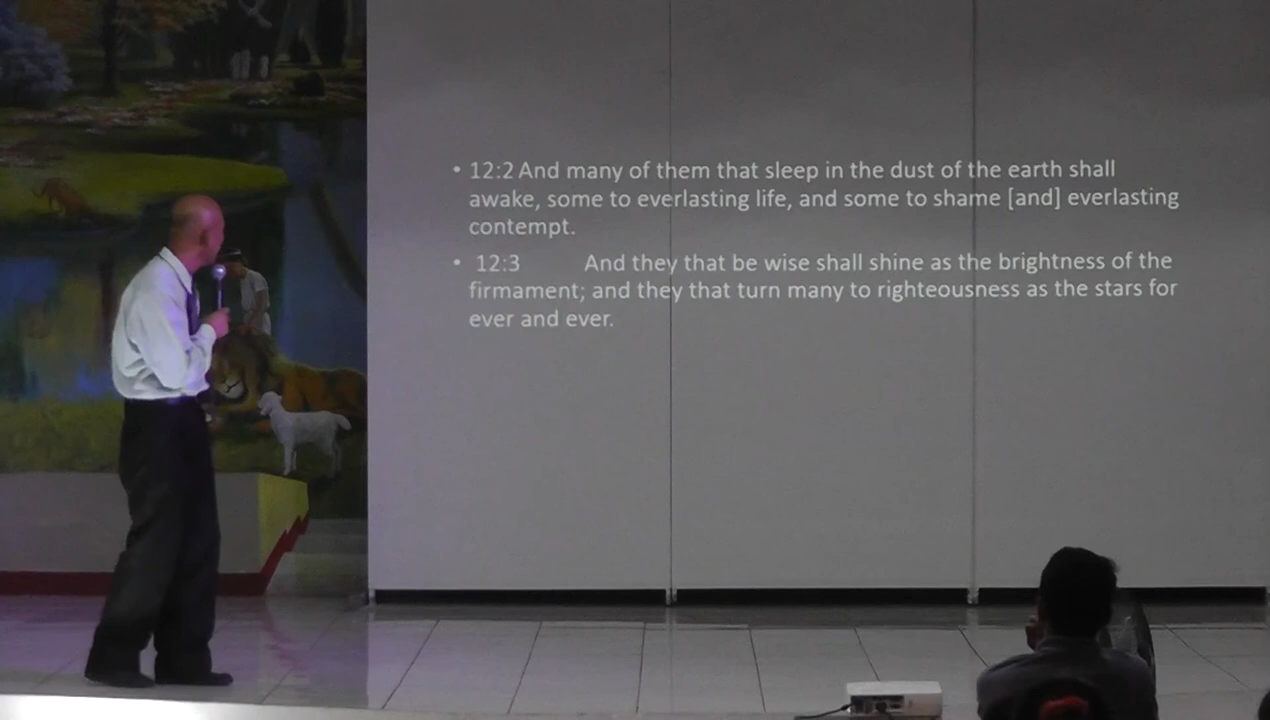 • 12:2 And many of them that sleep in the dust of the earth shall
awake, some to everlasting life, and some to shame [and] everlasting
contempt.
• 12:3 And they that be wise shall shine as the brightness of the
firmament; and they that turn many to righteousness as the stars for
ever and ever.